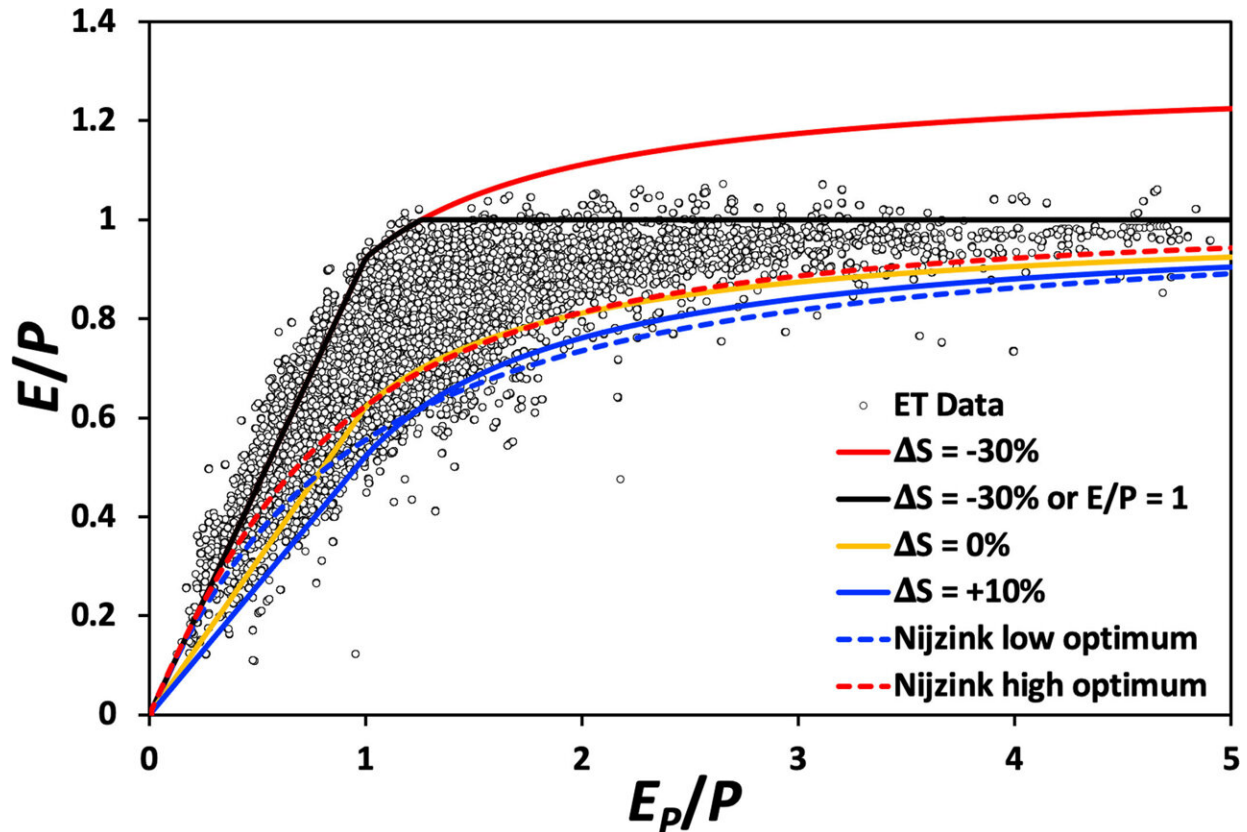 1.4
1.2
1
0.8
0.6
0.4
0.2
0
E/P
0
1
2
3
4
5
E_P/P
ET Data
ΔS = -30%
ΔS = -30% or E/P = 1
ΔS = 0%
ΔS = +10%
Nijzink low optimum
Nijzink high optimum